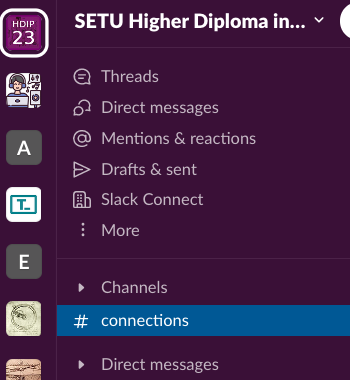 HDIP
23
SETU Higher Diploma in...
Threads
Direct messages
A
Mentions & reactions
Drafts & sent
T_
Slack Connect
More
E
Channels
# connections
Direct messages